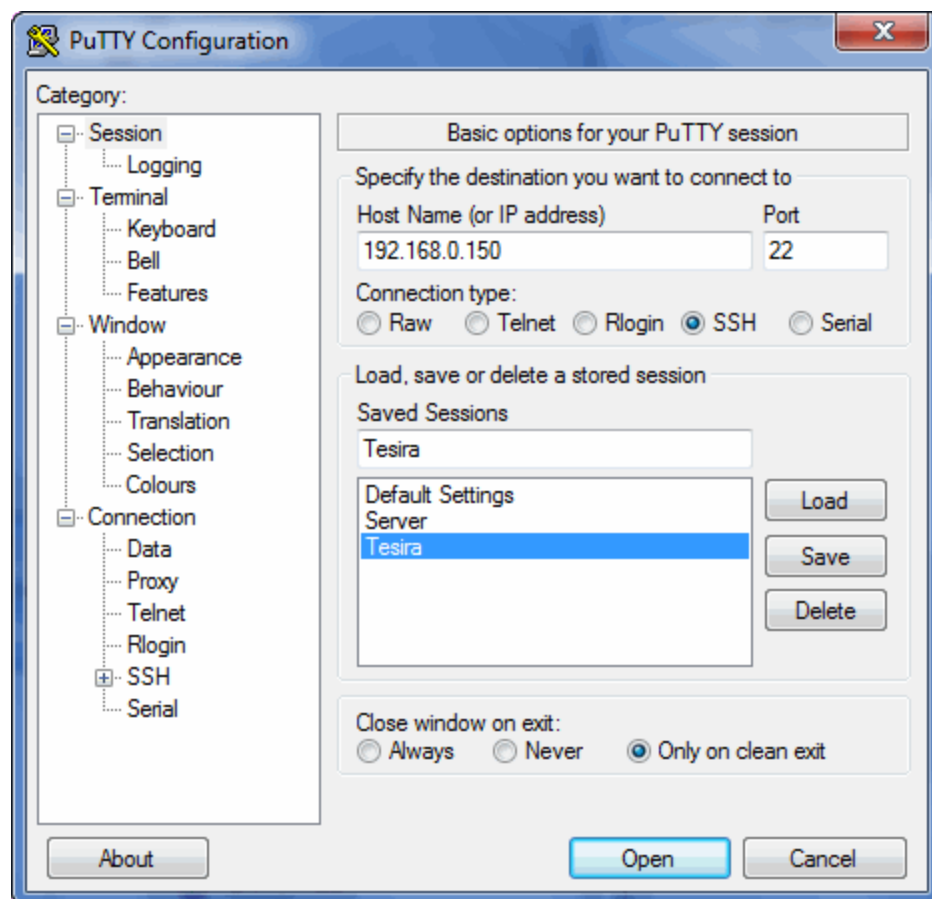 PuTTY Configuration
Category:
Session
Logging
Terminal
Keyboard
Bell
Features
Window
Appearance
Behaviour
Translation
Selection
Colours
Connection
Data
Proxy
Telnet
Rlogin
SSH
Serial
Basic options for your PuTTY session
Specify the destination you want to connect to
Host Name (or IP address) Port
192.168.0.150 22
Connection type:
Raw Telnet Rlogin SSH Serial
Load, save or delete a stored session
Saved Sessions
Tesira
Default Settings
Server
Tesira
Load
Save
Delete
Close window on exit:
Always Never Only on clean exit
About Open Cancel